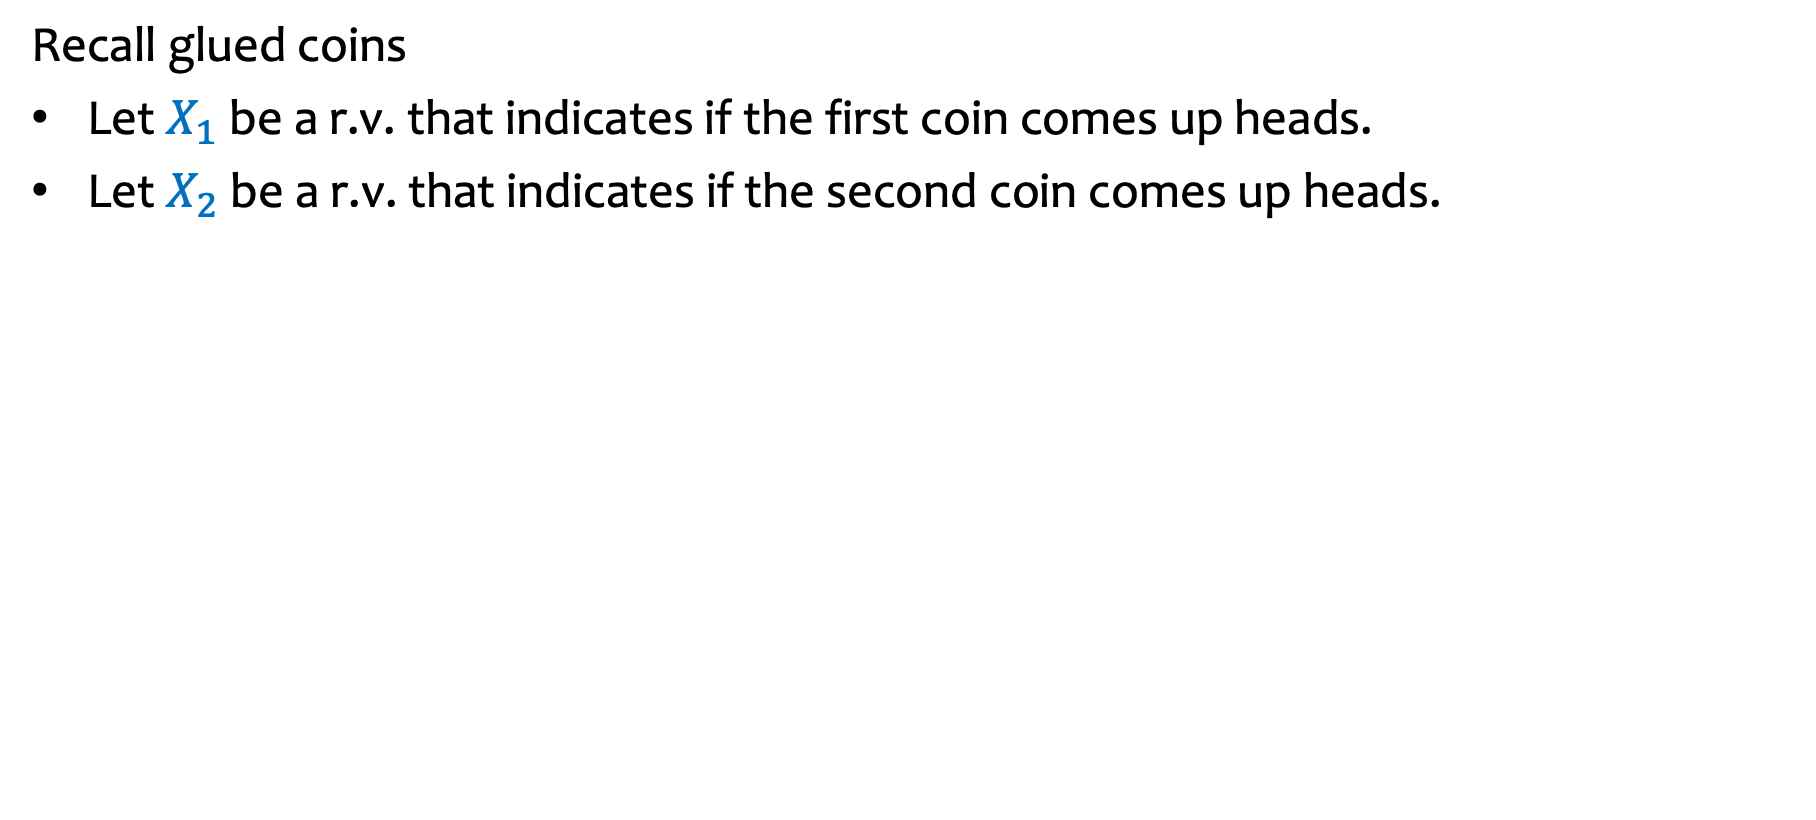 Recall glued coins
• Let X₁ be a r.v. that indicates if the first coin comes up heads.
• Let X₂ be a r.v. that indicates if the second coin comes up heads.